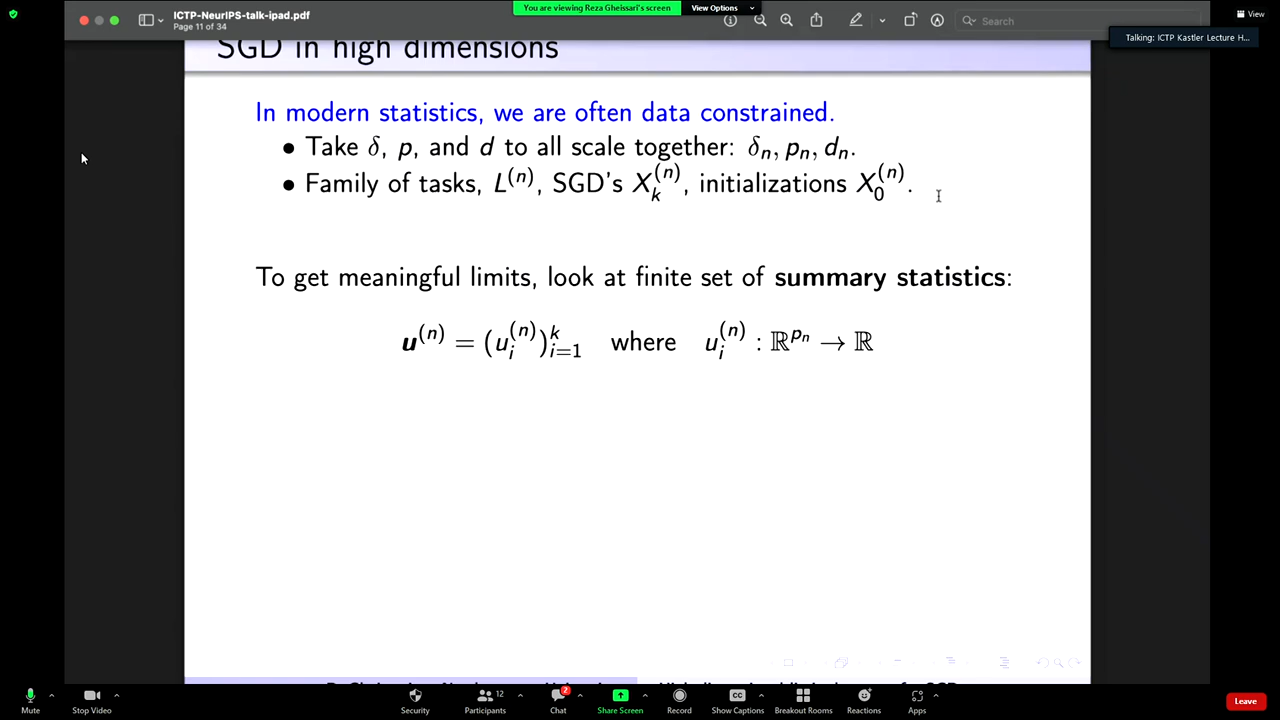 ICTP-NeurIPS-talk-ipad.pdf
Page 11 of 34
You are viewing Reza Gheissari's screen
View Options
View
Search
Talking: ICTP Kastler Lecture H...
SGD in high dimensions
In modern statistics, we are often data constrained.
• Take δ, p, and d to all scale together: δ_n, p_n, d_n.
• Family of tasks, L^(n), SGD's X_k^(n), initializations X_0^(n).
To get meaningful limits, look at finite set of summary statistics:
u^(n) = (u_i^(n))_{i=1}^k where u_i^(n) : ℝ^{p_n} → ℝ
Mute
Stop Video
Security
Participants
12
Chat
2
Share Screen
Record
Show Captions
Breakout Rooms
Reactions
Apps
Leave